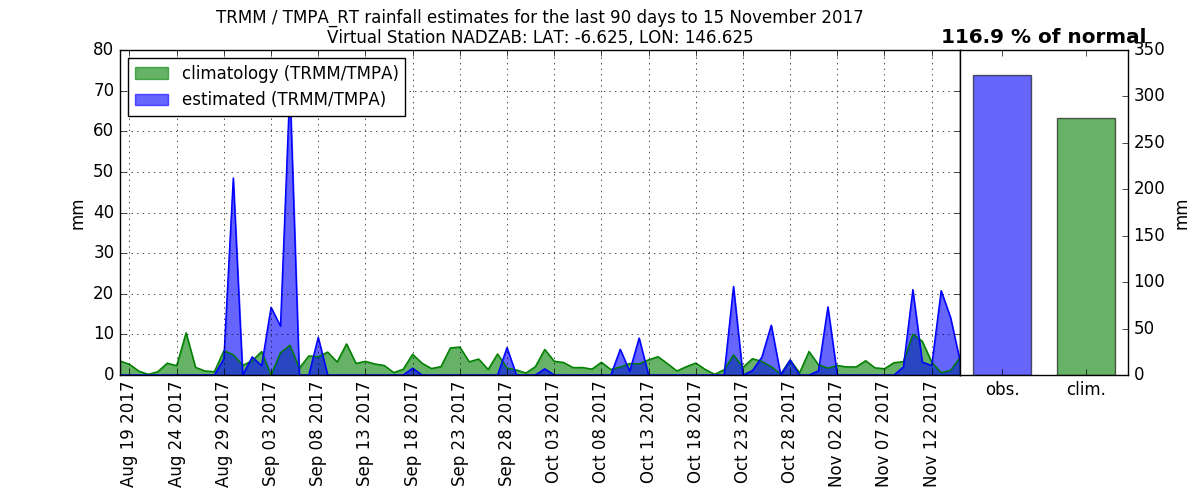 TRMM / TMPA_RT rainfall estimates for the last 90 days to 15 November 2017
Virtual Station NADZAB: LAT: -6.625, LON: 146.625
116.9 % of normal
climatology (TRMM/TMPA)
estimated (TRMM/TMPA)
80
70
60
50
40
30
20
10
0
mm
Aug 19 2017
Aug 24 2017
Aug 29 2017
Sep 03 2017
Sep 08 2017
Sep 13 2017
Sep 18 2017
Sep 23 2017
Sep 28 2017
Oct 03 2017
Oct 08 2017
Oct 13 2017
Oct 18 2017
Oct 23 2017
Oct 28 2017
Nov 02 2017
Nov 07 2017
Nov 12 2017
obs.
clim.
350
300
250
200
150
100
50
0
mm